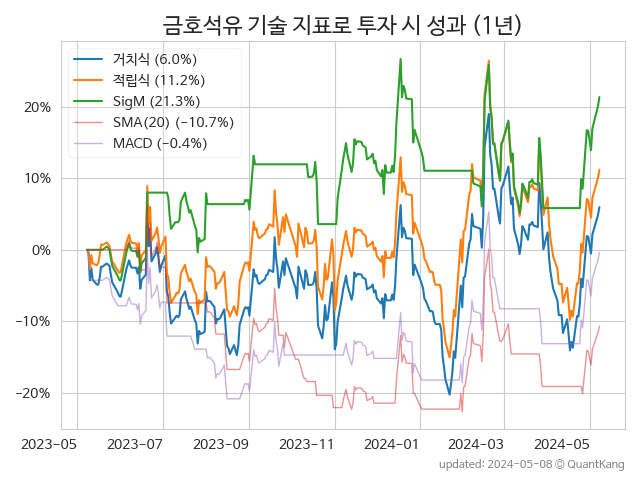 금호석유 기술 지표로 투자 시 성과 (1년)
거치식 (6.0%)
적립식 (11.2%)
SigM (21.3%)
SMA(20) (−10.7%)
MACD (−0.4%)
20%
10%
0%
−10%
−20%
2023−05 2023−07 2023−09 2023−11 2024−01 2024−03 2024−05
updated: 2024-05-08 ⓒ QuantKang